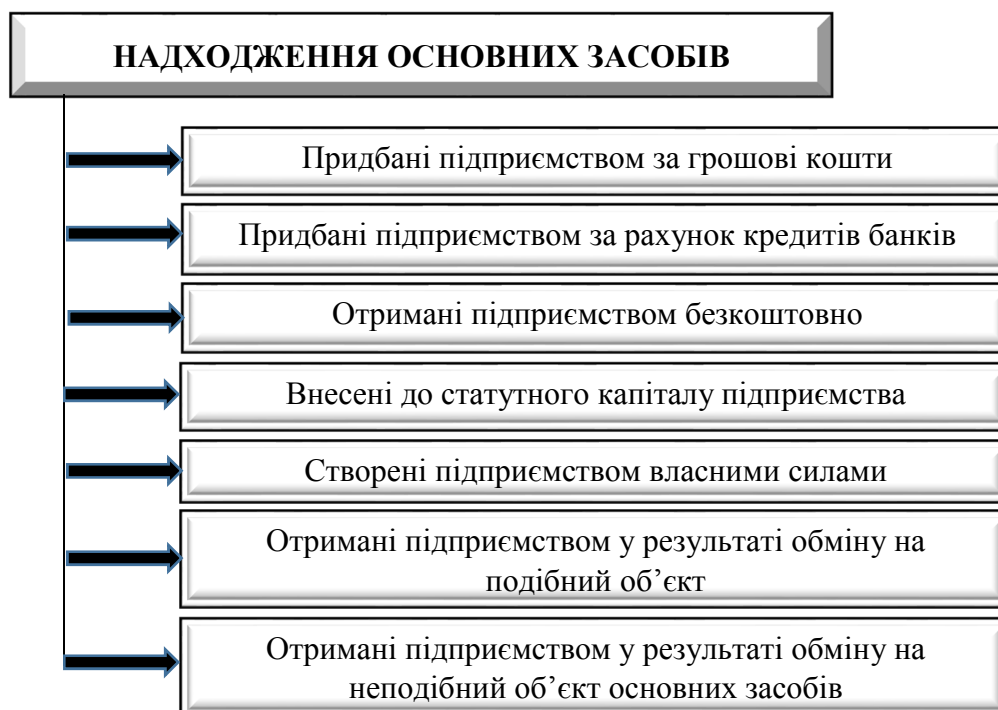 НАДХОДЖЕННЯ ОСНОВНИХ ЗАСОБІВ
Придбані підприємством за грошові кошти
Придбані підприємством за рахунок кредитів банків
Отримані підприємством безкоштовно
Внесені до статутного капіталу підприємства
Створені підприємством власними силами
Отримані підприємством у результаті обміну на
подібний об’єкт
Отримані підприємством у результаті обміну на
неподібний об’єкт основних засобів